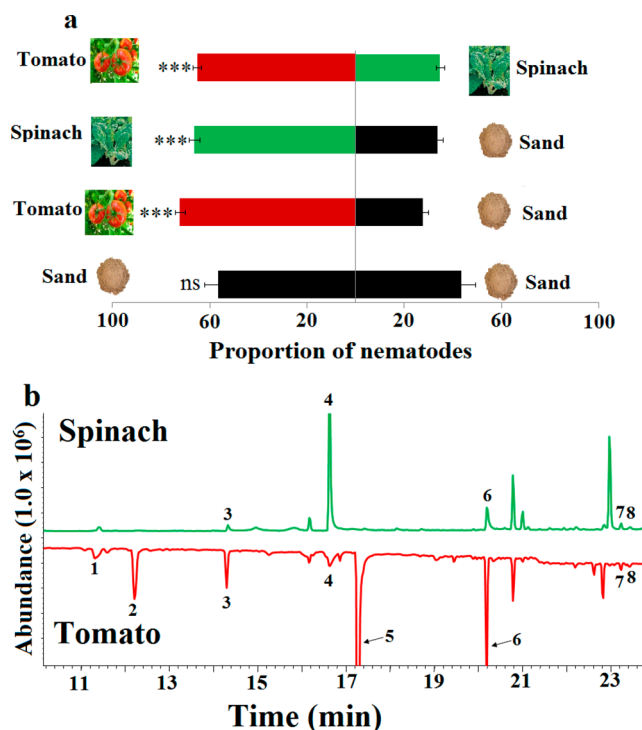 a
Tomato *** Spinach
Spinach *** Sand
Tomato *** Sand
Sand ns Sand
100 60 20 20 60 100
Proportion of nematodes
b
Spinach
4
3
6
7 8
1
2
3
4
5
6
7 8
Tomato
Abundance (1.0 x 10⁶)
11 13 15 17 19 21 23
Time (min)